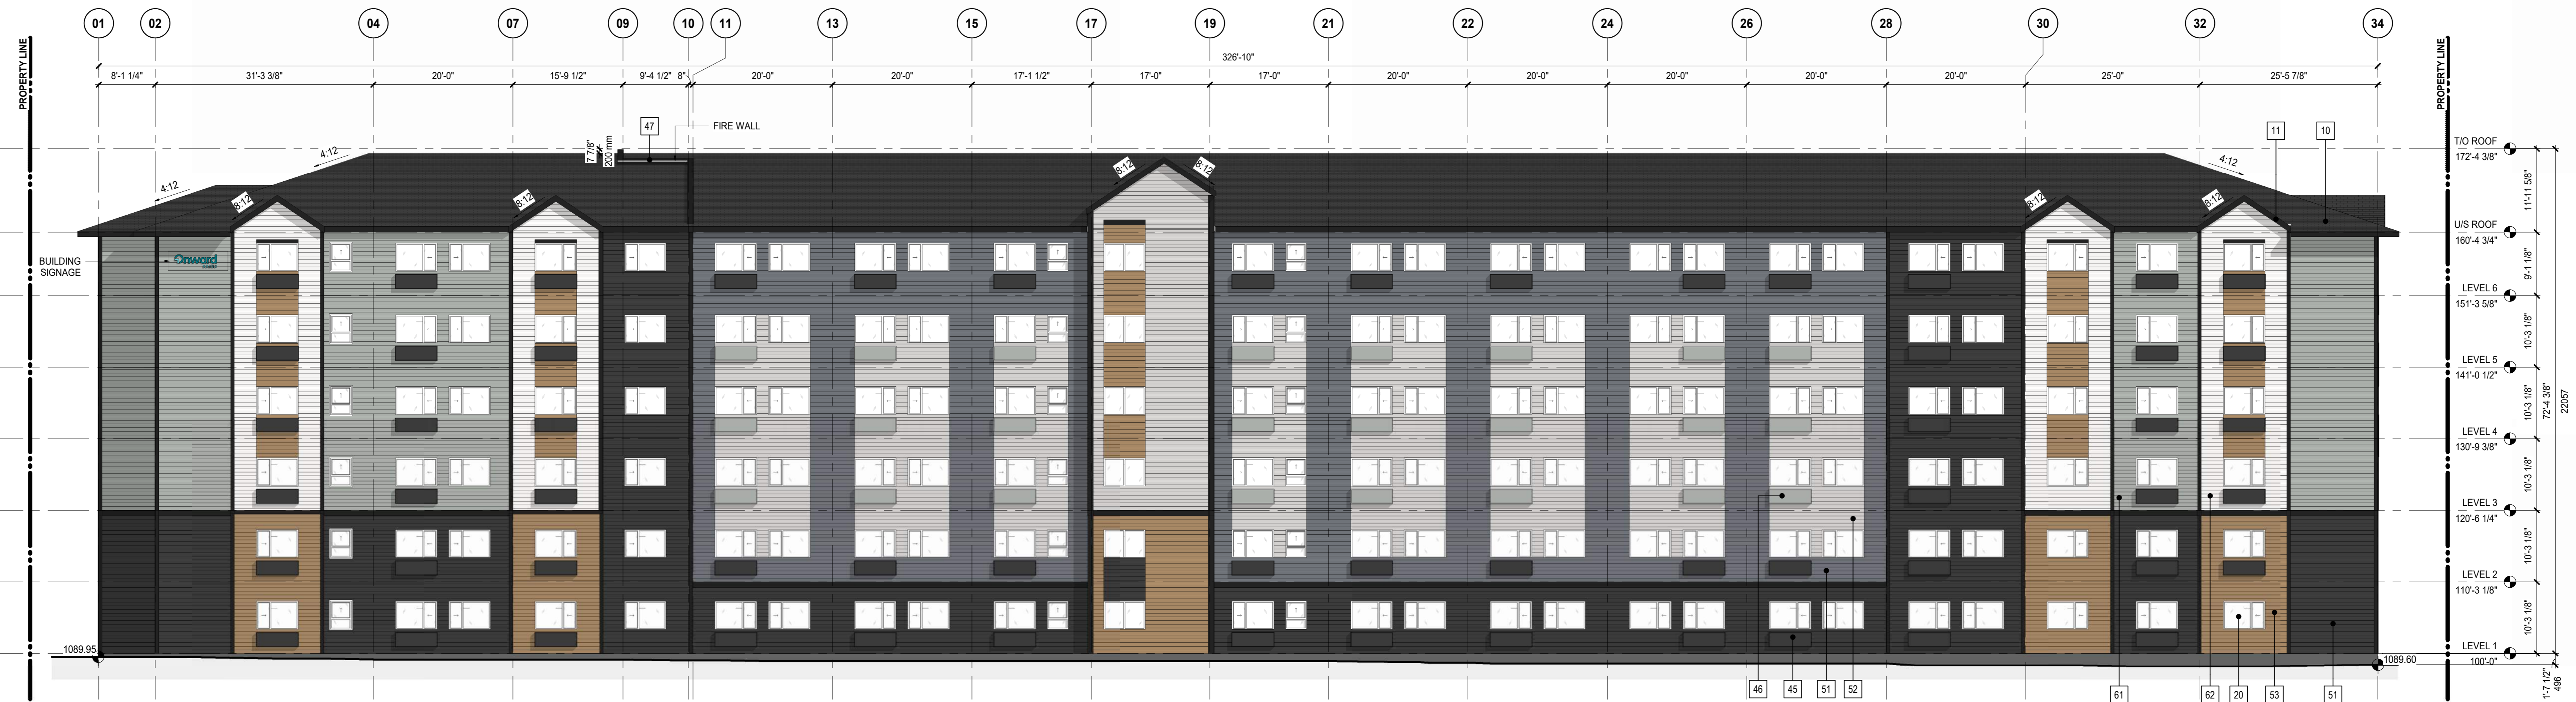 01 02 04 07 09 10 11 13 15 17 19 21 22 24 26 28 30 32 34
PROPERTY LINE
PROPERTY LINE
326'-10"
8'-1 1/4" 31'-3 3/8" 20'-0" 15'-9 1/2" 9'-4 1/2" 8" 20'-0" 20'-0" 17'-1 1/2" 17'-0" 17'-0" 20'-0" 20'-0" 20'-0" 20'-0" 20'-0" 25'-0" 25'-5 7/8"
47
FIRE WALL
7 7/8"
200 mm
4:12
4:12
8:12
8:12
8:12
8:12
8:12
8:12
4:12
11
10
BUILDING
SIGNAGE
Onward
T/O ROOF
172'-4 3/8"
11'-11 5/8"
U/S ROOF
160'-4 3/4"
9'-1 1/8"
LEVEL 6
151'-3 5/8"
10'-3 1/8"
LEVEL 5
141'-0 1/2"
10'-3 1/8"
LEVEL 4
130'-9 3/8"
10'-3 1/8"
LEVEL 3
120'-6 1/4"
10'-3 1/8"
LEVEL 2
110'-3 1/8"
10'-3 1/8"
LEVEL 1
100'-0"
72'-4 3/8"
22057
1'-7 1/2"
496
1089.95
1089.60
46 45 51 52 61 62 20 53 51